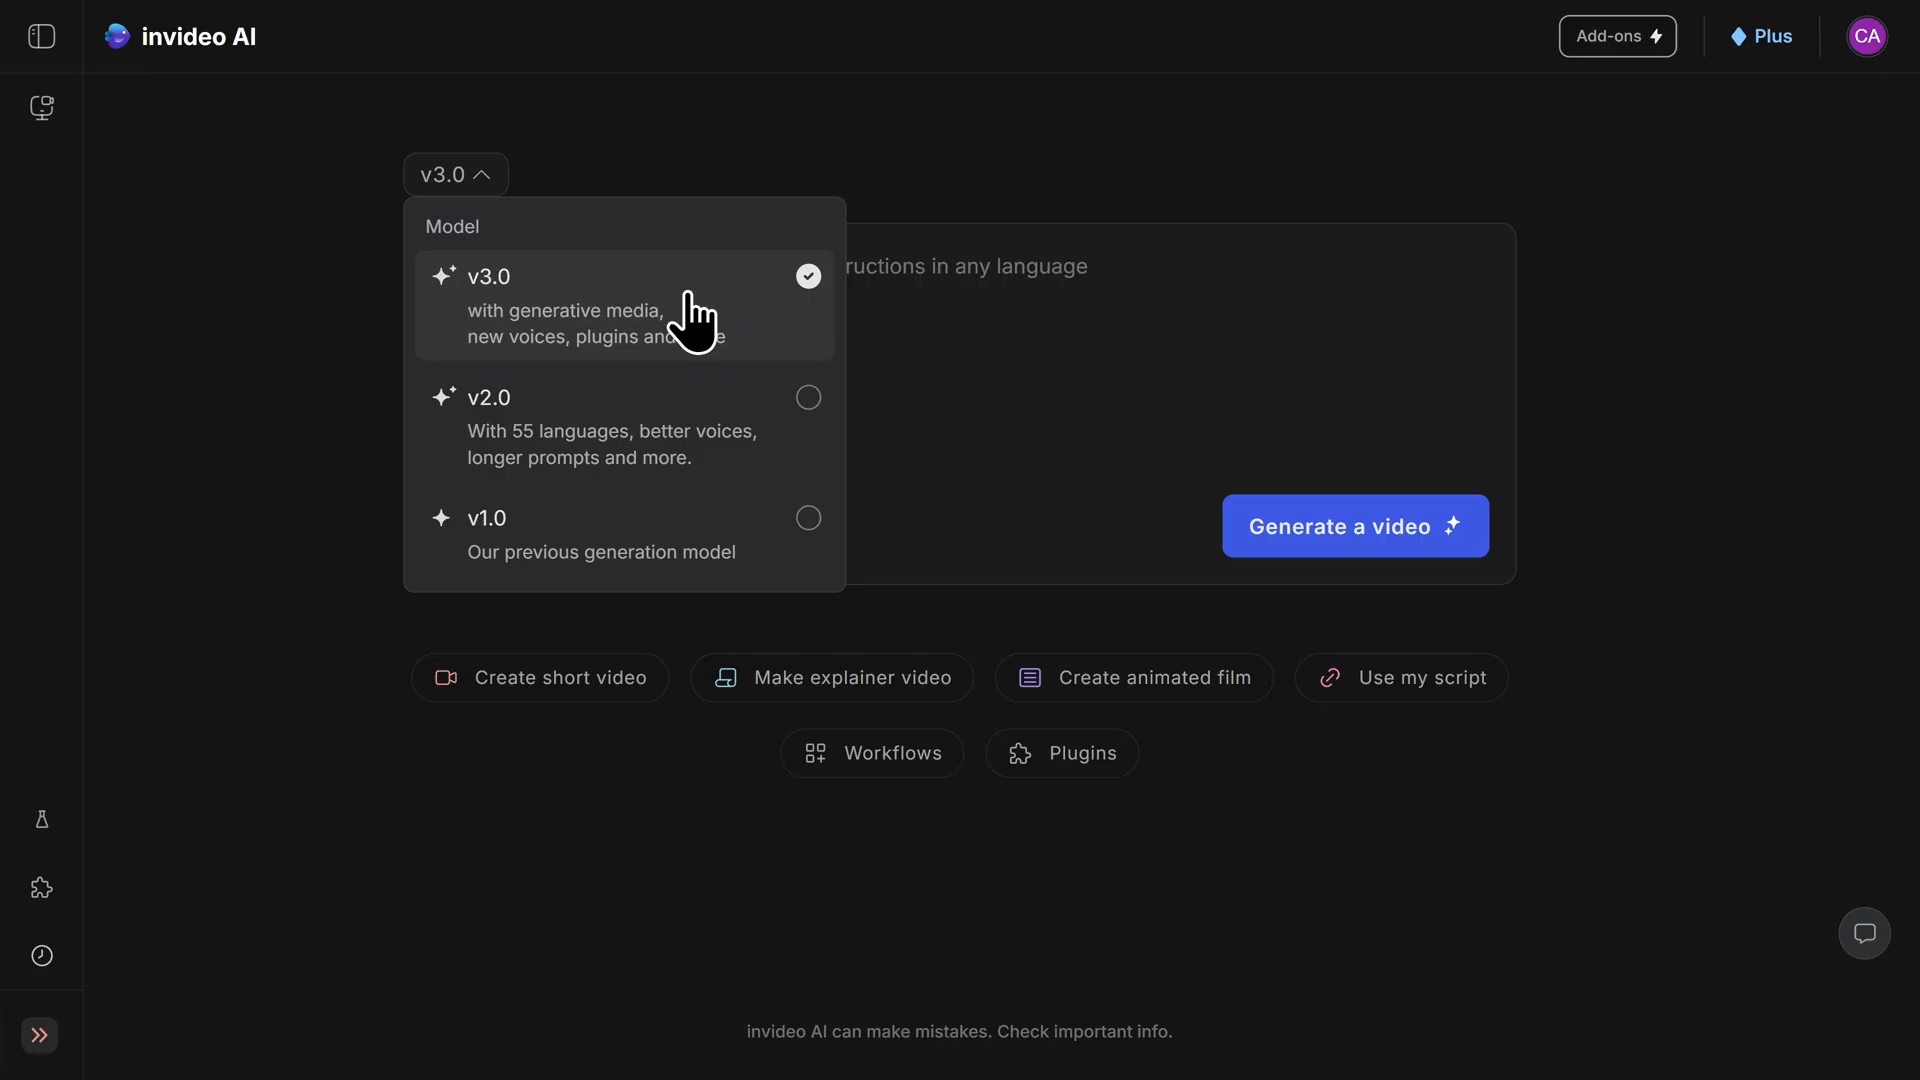 invideo AI
Add-ons
Plus
CA
v3.0
Model
v3.0
with generative media,
new voices, plugins and
v2.0
With 55 languages, better voices,
longer prompts and more.
v1.0
Our previous generation model
in any language
Generate a video
Create short video
Make explainer video
Create animated film
Use my script
Workflows
Plugins
invideo AI can make mistakes. Check important info.